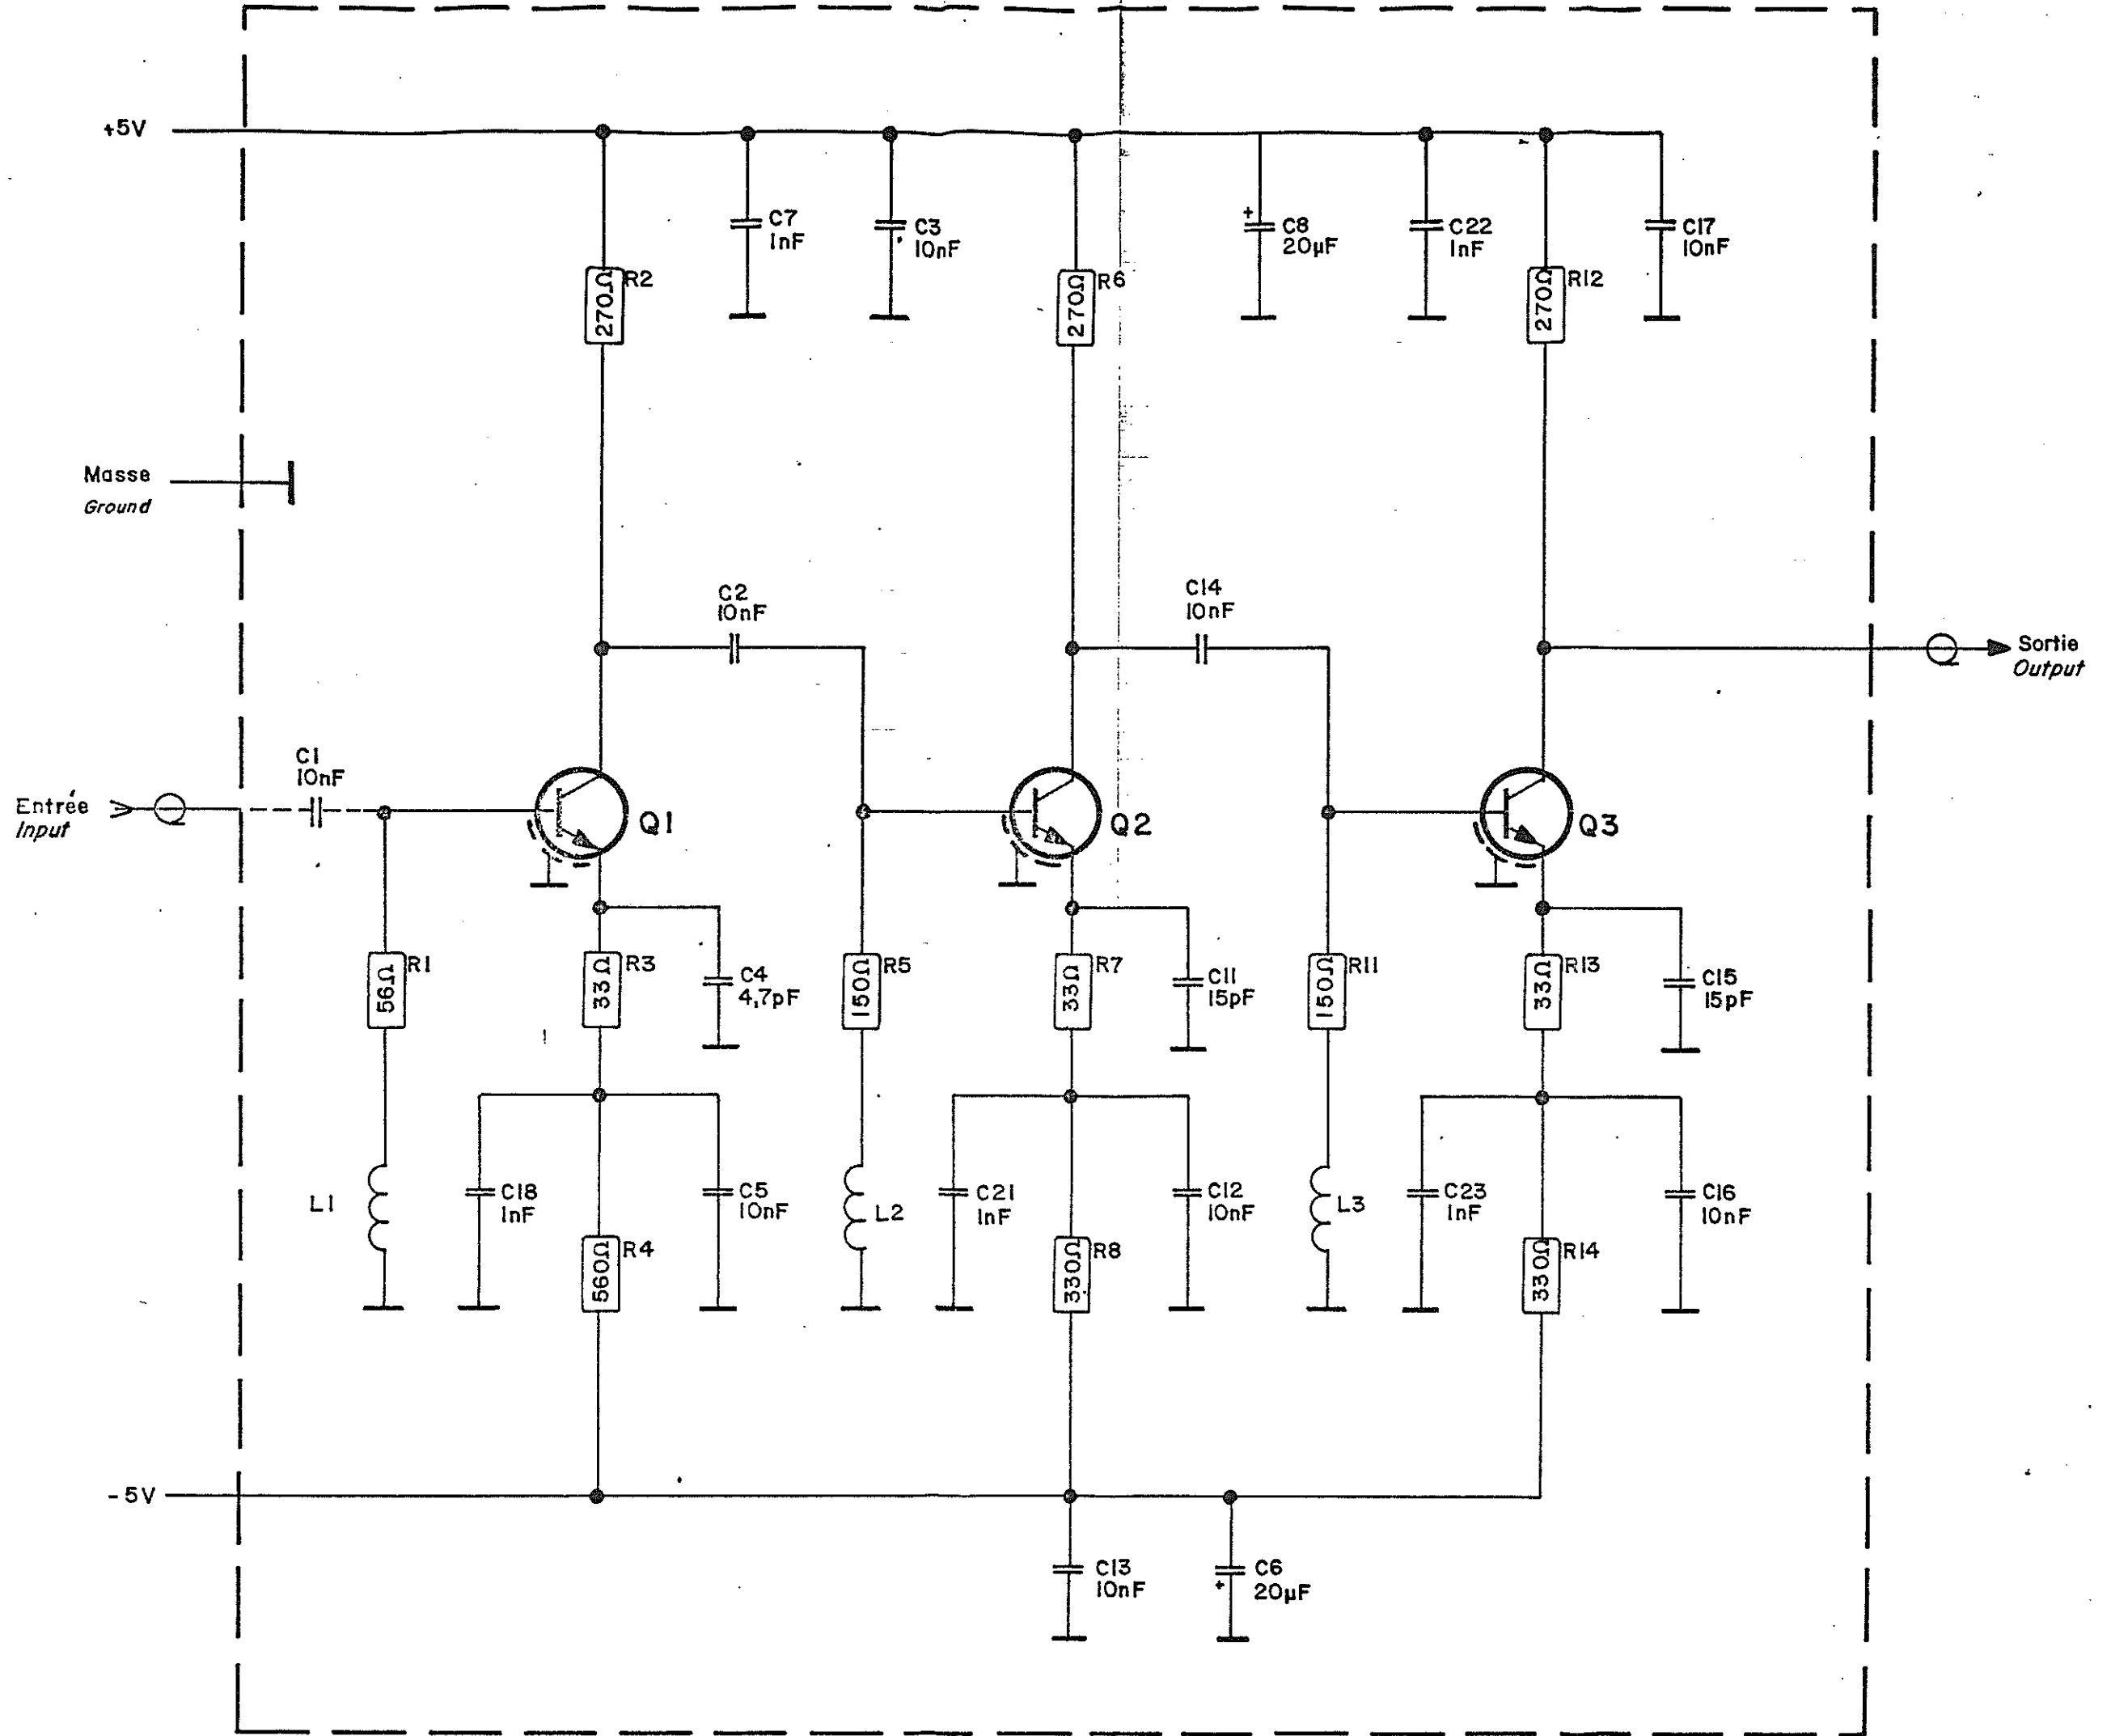 +5V
C7
1nF
C3
10nF
C8
20µF
C22
1nF
C17
10nF
R2
270Ω
R6
270Ω
R12
270Ω
Masse
Ground
C2
10nF
C14
10nF
Sortie
Output
C1
10nF
Entrée
Input
Q1
Q2
Q3
R1
56Ω
R3
33Ω
C4
4,7pF
R5
150Ω
R7
33Ω
C11
15pF
R11
150Ω
R13
33Ω
C15
15pF
L1
C18
1nF
C5
10nF
L2
C21
1nF
C12
10nF
L3
C23
1nF
C16
10nF
R4
560Ω
R8
330Ω
R14
330Ω
-5V
C13
10nF
C6
20µF